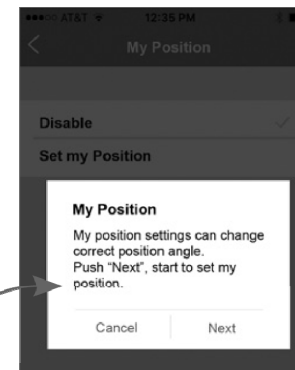 AT&T 12:35 PM
My Position
Disable
Set my Position
My Position
My position settings can change
correct position angle.
Push “Next”, start to set my
position.
Cancel Next